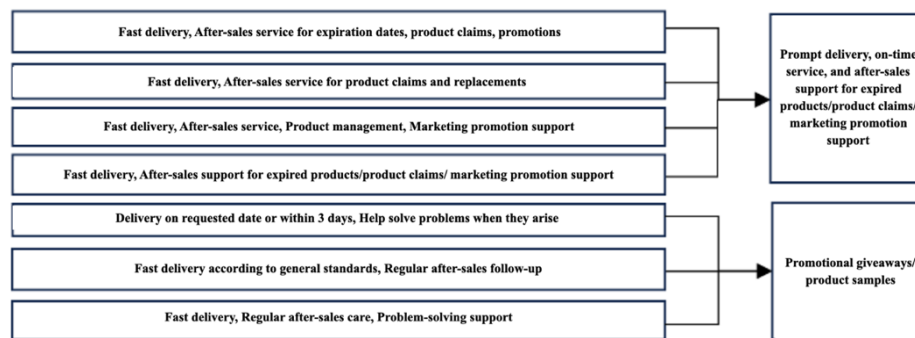 Fast delivery, After-sales service for expiration dates, product claims, promotions
Fast delivery, After-sales service for product claims and replacements
Fast delivery, After-sales service, Product management, Marketing promotion support
Fast delivery, After-sales support for expired products/product claims/ marketing promotion support
Prompt delivery, on-time
service, and after-sales
support for expired
products/product claims/
marketing promotion
support
Delivery on requested date or within 3 days, Help solve problems when they arise
Fast delivery according to general standards, Regular after-sales follow-up
Fast delivery, Regular after-sales care, Problem-solving support
Promotional giveaways/
product samples